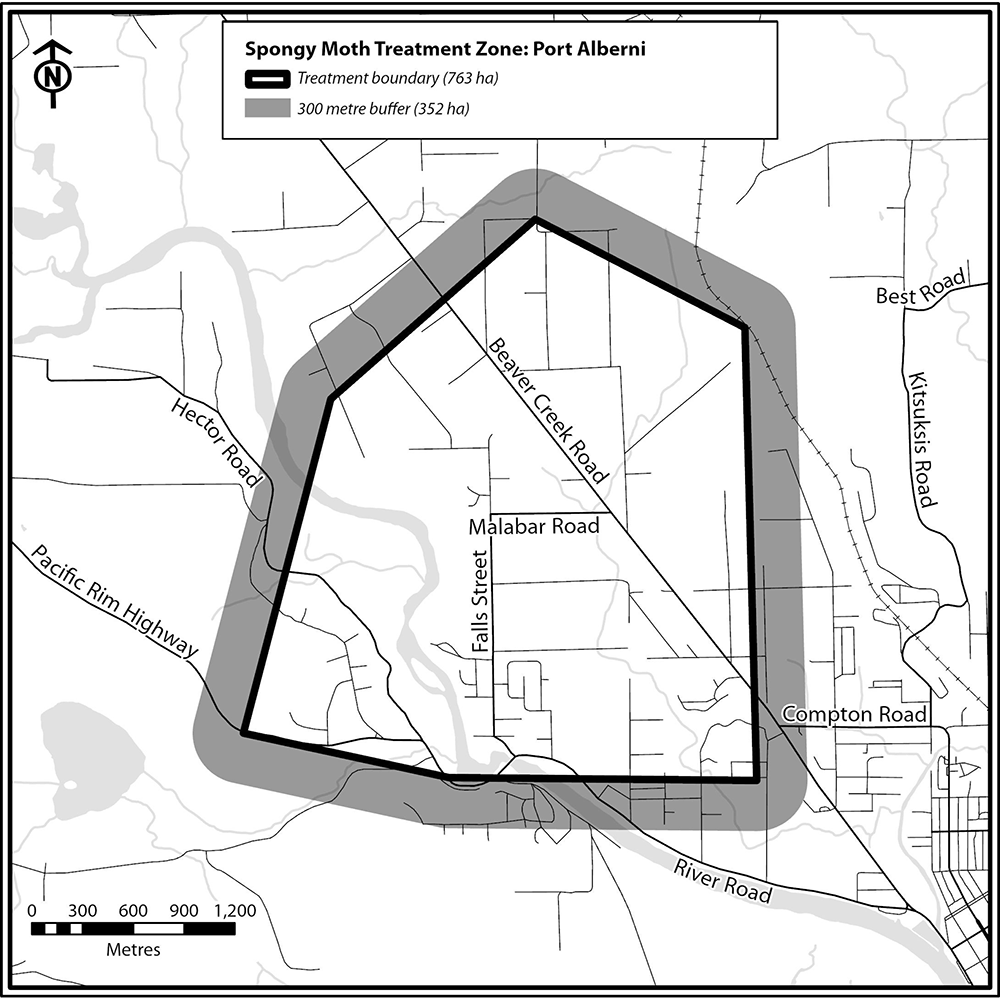 N
Spongy Moth Treatment Zone: Port Alberni
Treatment boundary (763 ha)
300 metre buffer (352 ha)
Best Road
Beaver Creek Road
Kitsuksis Road
Hector Road
Malabar Road
Pacific Rim Highway
Falls Street
Compton Road
River Road
0 300 600 900 1,200
Metres